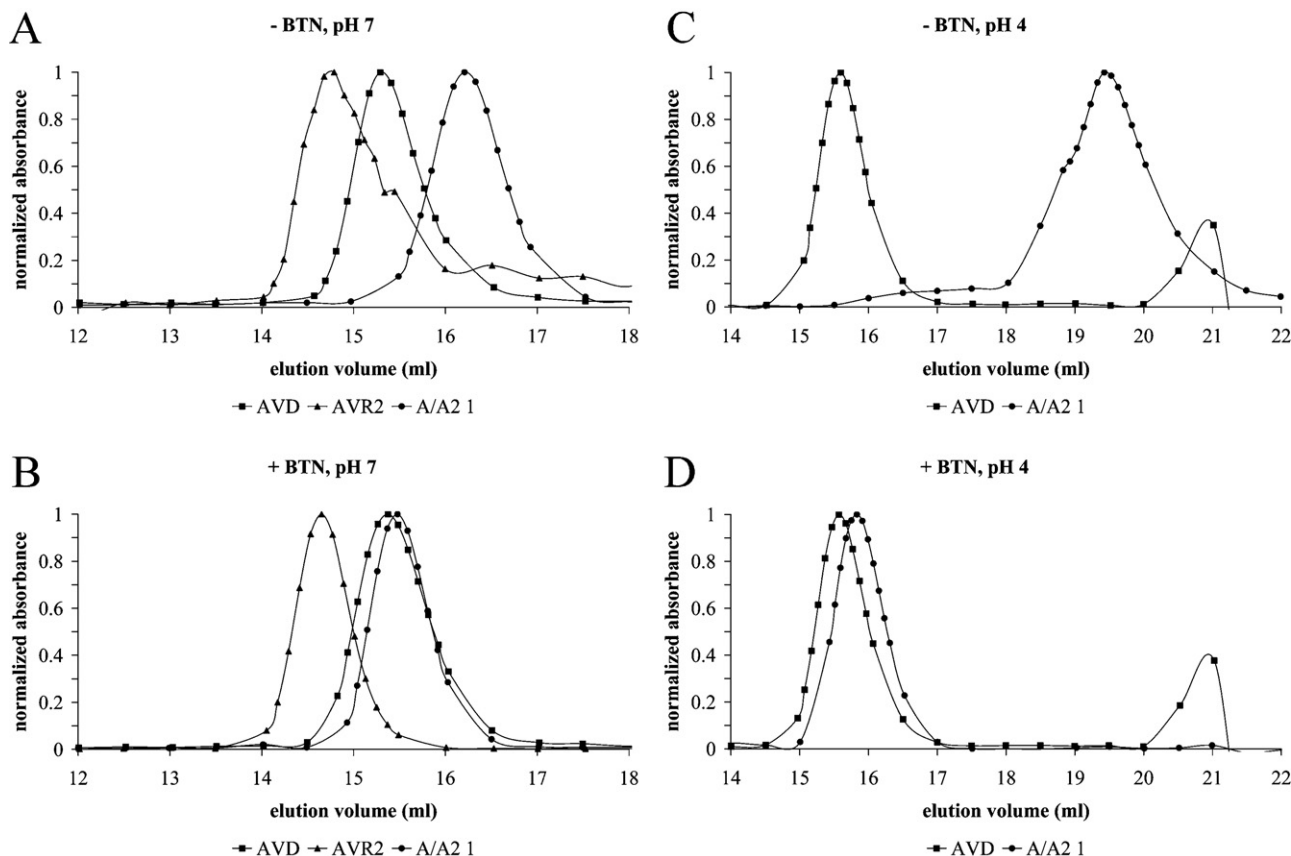 A
- BTN, pH 7
normalized absorbance
1
0.8
0.6
0.4
0.2
0
12 13 14 15 16 17 18
elution volume (ml)
AVD AVR2 A/A2 1
B
+ BTN, pH 7
normalized absorbance
1
0.8
0.6
0.4
0.2
0
12 13 14 15 16 17 18
elution volume (ml)
AVD AVR2 A/A2 1
C
- BTN, pH 4
normalized absorbance
1
0.8
0.6
0.4
0.2
0
14 15 16 17 18 19 20 21 22
elution volume (ml)
AVD A/A2 1
D
+ BTN, pH 4
normalized absorbance
1
0.8
0.6
0.4
0.2
0
14 15 16 17 18 19 20 21 22
elution volume (ml)
AVD A/A2 1